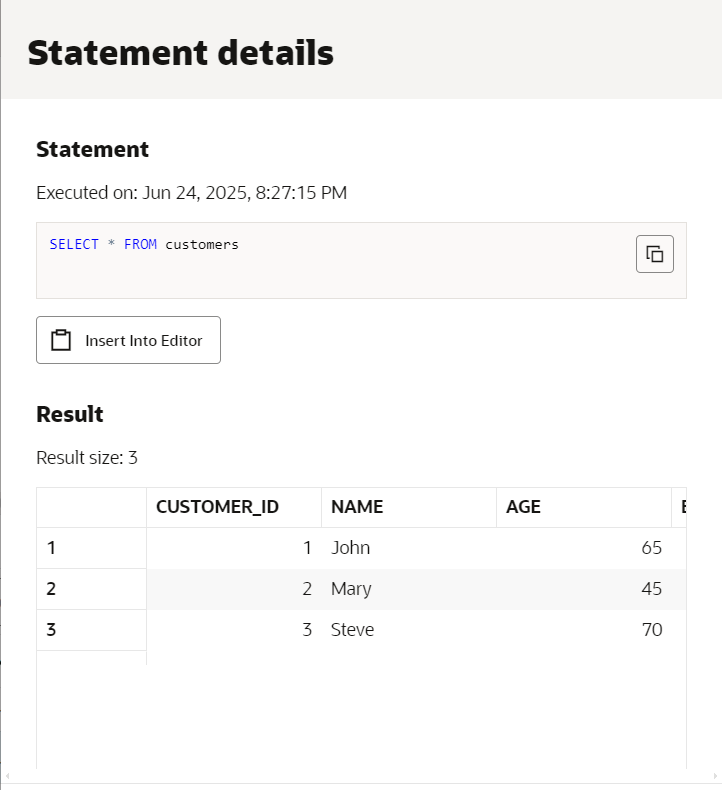 Statement details
Statement
Executed on: Jun 24, 2025, 8:27:15 PM
SELECT * FROM customers
Insert Into Editor
Result
Result size: 3
CUSTOMER_ID NAME AGE
1 1 John 65
2 2 Mary 45
3 3 Steve 70